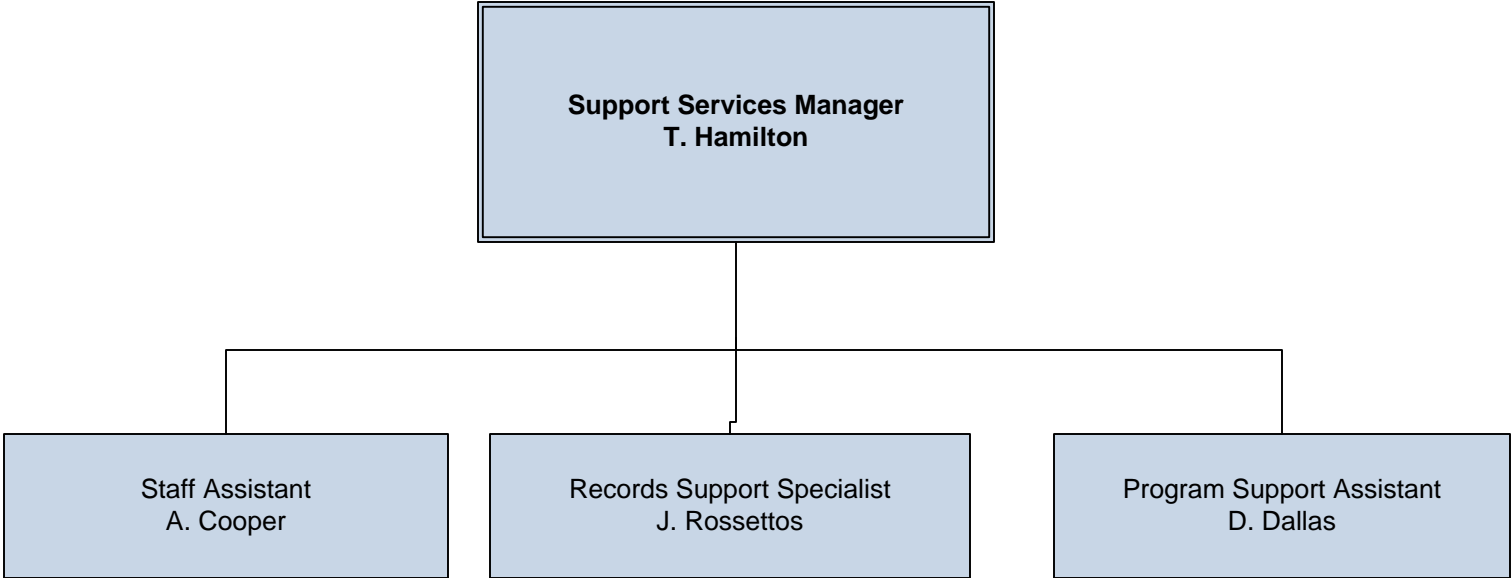 Support Services Manager
T. Hamilton
Staff Assistant
A. Cooper
Records Support Specialist
J. Rossettos
Program Support Assistant
D. Dallas